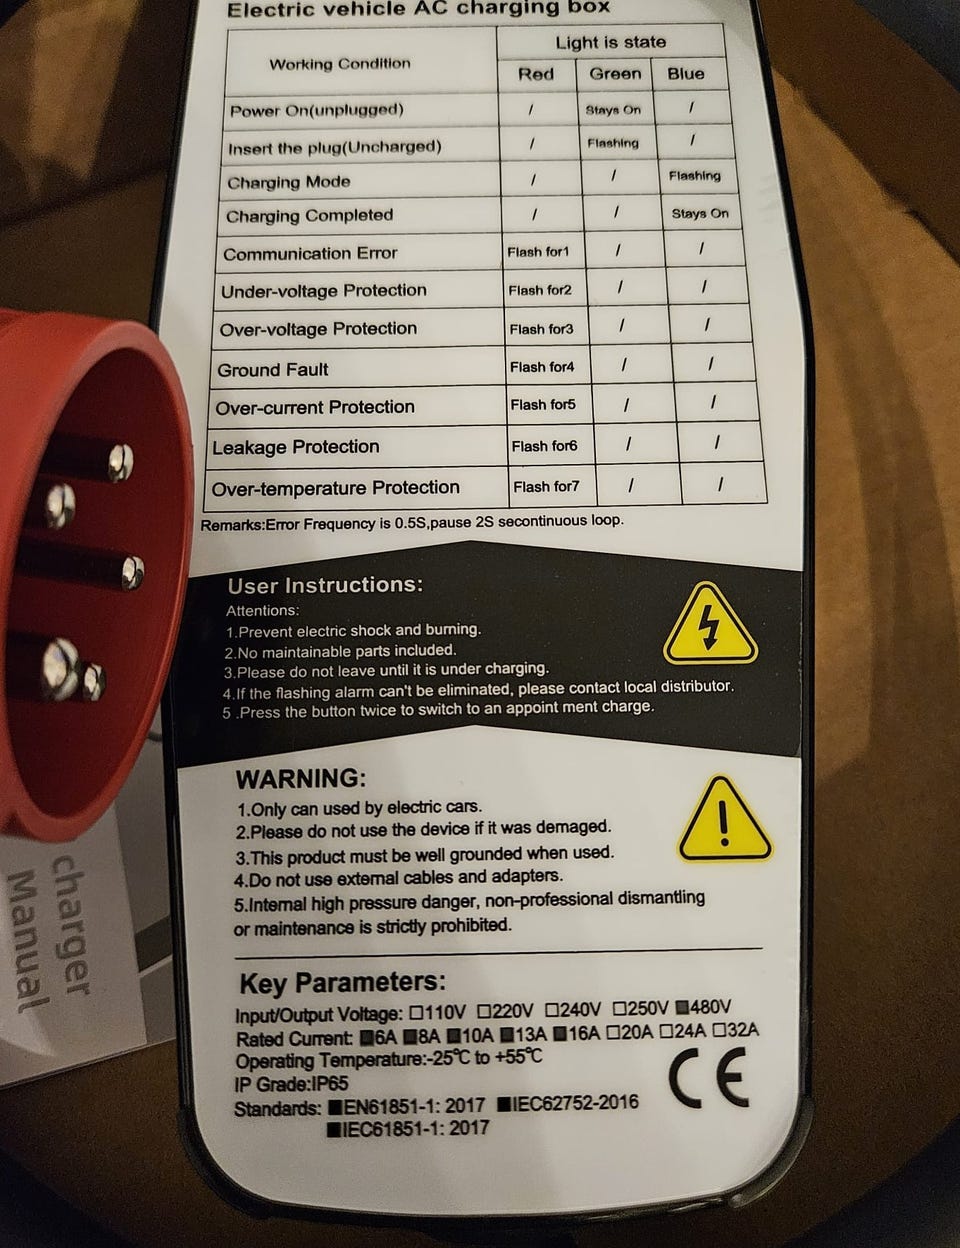 Electric vehicle AC charging box
Working Condition
Light is state
Red Green Blue
Power On(unplugged) / Stays On /
Insert the plug(Uncharged) / Flashing /
Charging Mode / / Flashing
Charging Completed / / Stays On
Communication Error Flash for1 / /
Under-voltage Protection Flash for2 / /
Over-voltage Protection Flash for3 / /
Ground Fault Flash for4 / /
Over-current Protection Flash for5 / /
Leakage Protection Flash for6 / /
Over-temperature Protection Flash for7 / /
Remarks:Error Frequency is 0.5S,pause 2S secontinuous loop.
User Instructions:
Attentions:
1.Prevent electric shock and burning.
2.No maintainable parts included.
3.Please do not leave until it is under charging.
4.If the flashing alarm can't be eliminated, please contact local distributor.
5 .Press the button twice to switch to an appoint ment charge.
WARNING:
1.Only can used by electric cars.
2.Please do not use the device if it was damaged.
3.This product must be well grounded when used.
4.Do not use external cables and adapters.
5.Internal high pressure danger, non-professional dismantling
or maintenance is strictly prohibited.
Key Parameters:
Input/Output Voltage: ☐110V ☐220V ☐240V ☐250V ■480V
Rated Current: ■6A ■8A ■10A ■13A ■16A ☐20A ☐24A ☐32A
Operating Temperature:-25℃ to +55℃
IP Grade:IP65
Standards: ■EN61851-1: 2017 ■IEC62752-2016
■IEC61851-1: 2017
CE
charger
Manual